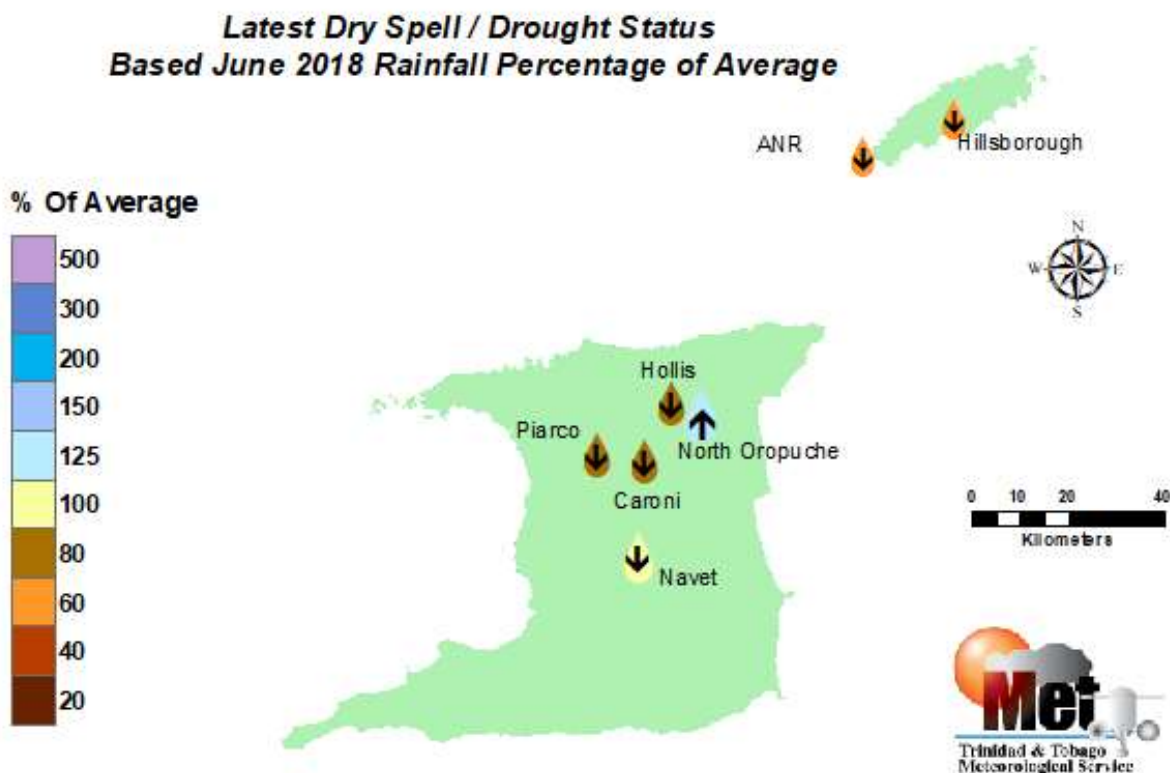 Latest Dry Spell / Drought Status
Based June 2018 Rainfall Percentage of Average
ANR
Hillsborough
% Of Average
500
300
200
150
125
100
80
60
40
20
N
W
E
S
Hollis
Piarco
North Oropuche
Caroni
Navet
0 10 20 40
Kilometers
Met
Trinidad & Tobago
Meteorological Service